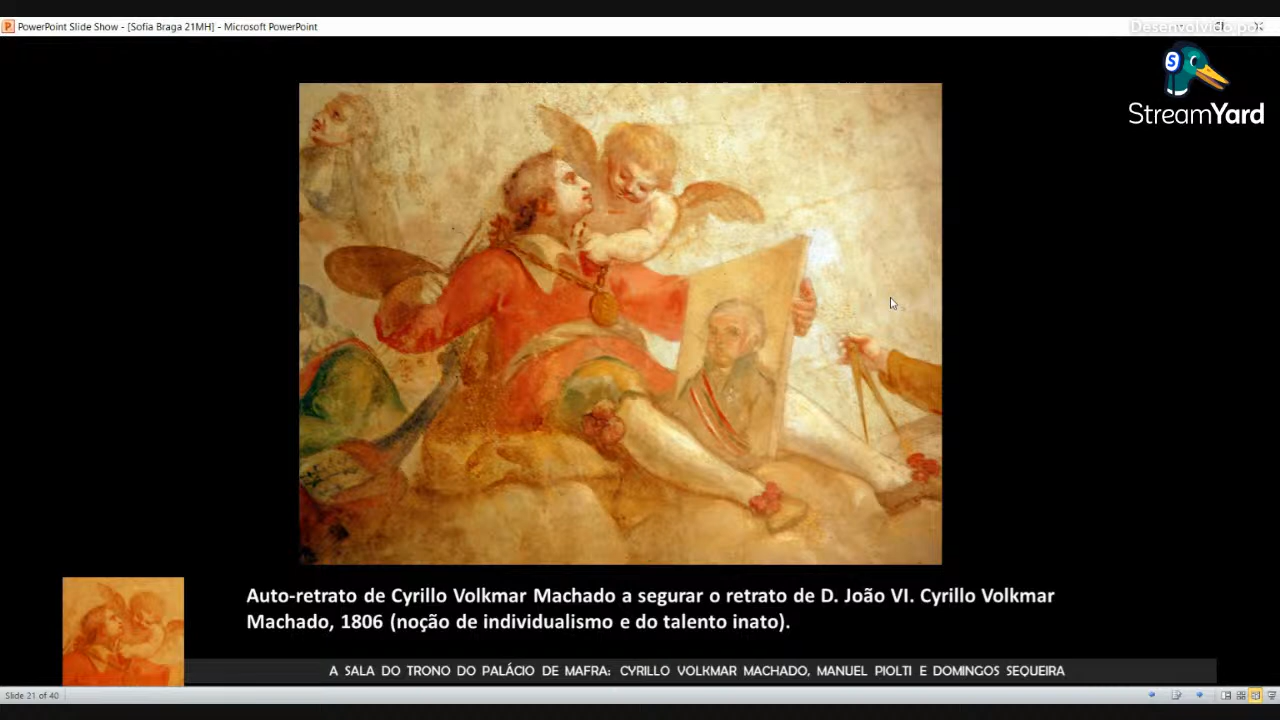 PowerPoint Slide Show - [Sofia Braga 21MH] - Microsoft PowerPoint
Desenvolvido por
StreamYard
Auto-retrato de Cyrillo Volkmar Machado a segurar o retrato de D. João VI. Cyrillo Volkmar
Machado, 1806 (noção de individualismo e do talento inato).
A SALA DO TRONO DO PALÁCIO DE MAFRA: CYRILLO VOLKMAR MACHADO, MANUEL PIOLTI E DOMINGOS SEQUEIRA
Slide 21 of 40